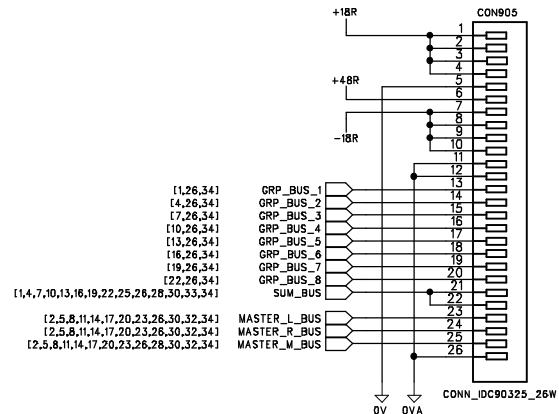 +18R
CON905
1
2
3
4
5
+48R
6
7
8
9
-18R
10
11
12
[1,26,34] GRP_BUS_1 13
[4,26,34] GRP_BUS_2 14
[7,26,34] GRP_BUS_3 15
[10,26,34] GRP_BUS_4 16
[13,26,34] GRP_BUS_5 17
[16,26,34] GRP_BUS_6 18
[19,26,34] GRP_BUS_7 19
[22,26,34] GRP_BUS_8 20
[1,4,7,10,13,16,19,22,25,26,28,30,33,34] SUM_BUS 21
22
[2,5,8,11,14,17,20,23,26,30,32,34] MASTER_L_BUS 23
[2,5,8,11,14,17,20,23,26,30,32,34] MASTER_R_BUS 24
[2,5,8,11,14,17,20,23,26,28,30,32,34] MASTER_M_BUS 25
26
CONN_IDC90325_26W
0V 0VA